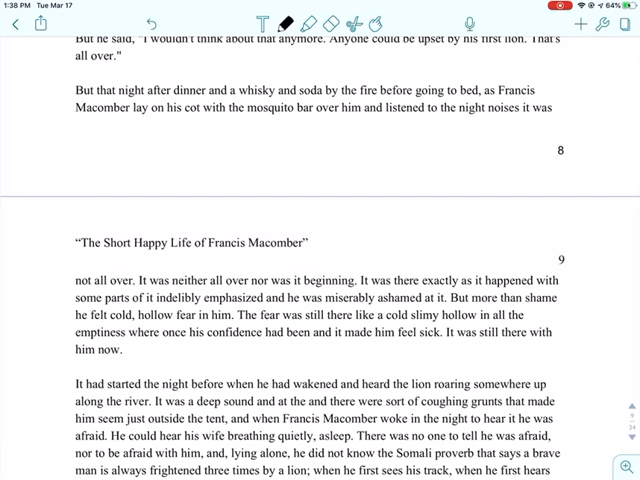 1:38 PM Tue Mar 17
64%
But he said, "I wouldn't think about that anymore. Anyone could be upset by his first lion. That's
all over."
But that night after dinner and a whisky and soda by the fire before going to bed, as Francis
Macomber lay on his cot with the mosquito bar over him and listened to the night noises it was
8
“The Short Happy Life of Francis Macomber”
9
not all over. It was neither all over nor was it beginning. It was there exactly as it happened with
some parts of it indelibly emphasized and he was miserably ashamed at it. But more than shame
he felt cold, hollow fear in him. The fear was still there like a cold slimy hollow in all the
emptiness where once his confidence had been and it made him feel sick. It was still there with
him now.
It had started the night before when he had wakened and heard the lion roaring somewhere up
along the river. It was a deep sound and at the end there were sort of coughing grunts that made
him seem just outside the tent, and when Francis Macomber woke in the night to hear it he was
afraid. He could hear his wife breathing quietly, asleep. There was no one to tell he was afraid,
nor to be afraid with him, and, lying alone, he did not know the Somali proverb that says a brave
man is always frightened three times by a lion; when he first sees his track, when he first hears
9
34